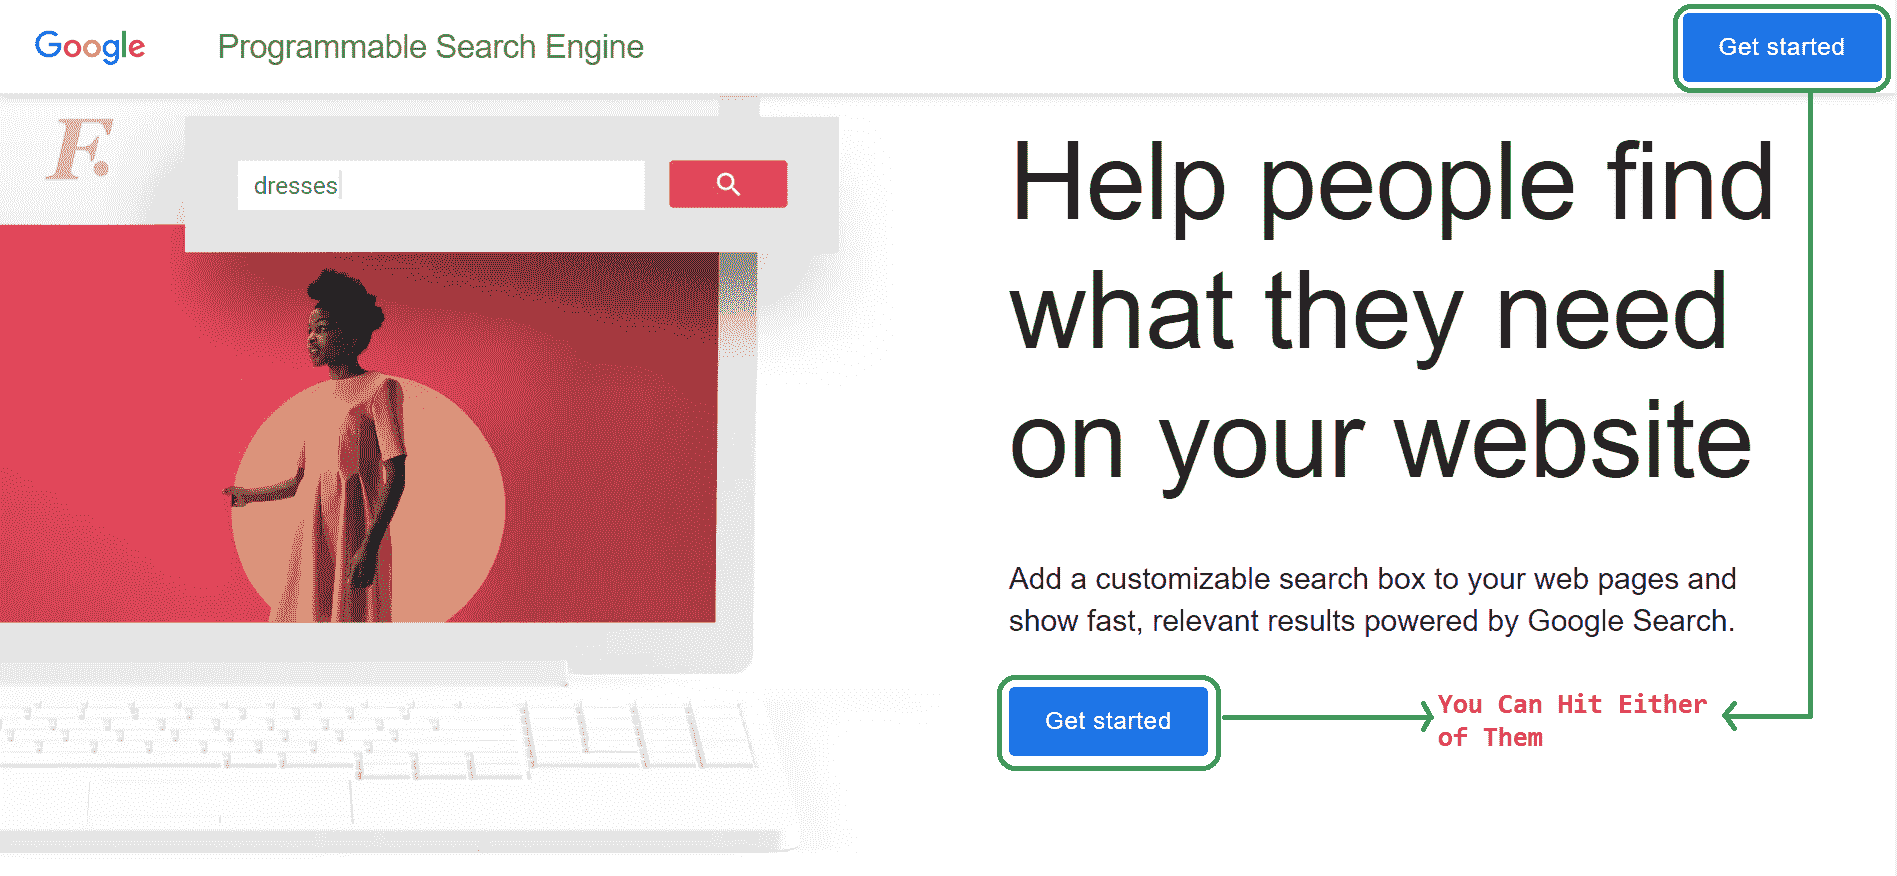 Google Programmable Search Engine Get started
F.
dresses
Help people find
what they need
on your website
Add a customizable search box to your web pages and
show fast, relevant results powered by Google Search.
Get started
You Can Hit Either
of Them